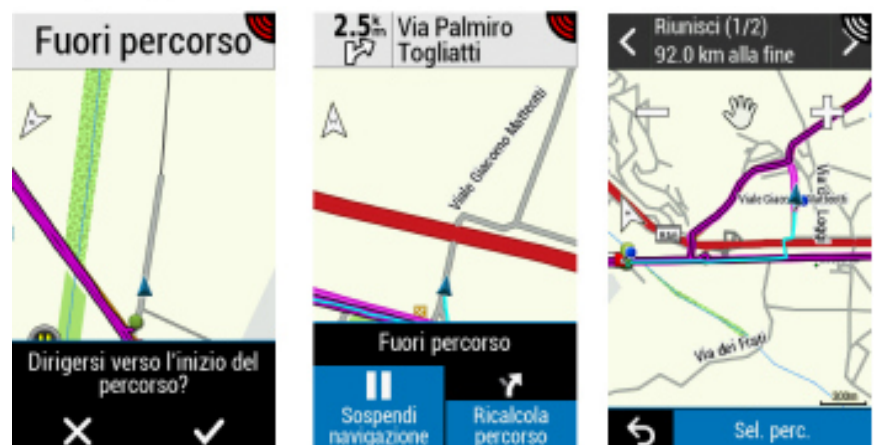 Fuori percorso
Dirigersi verso l'inizio del
percorso?
2.5 km
Via Palmiro
Togliatti
Viale Giacomo Matteotti
Fuori percorso
Sospendi
navigazione
Ricalcola
percorso
Riunisci (1/2)
92.0 km alla fine
Viale Giacomo Matteotti
Via dei Frati
300m
Sel. perc.